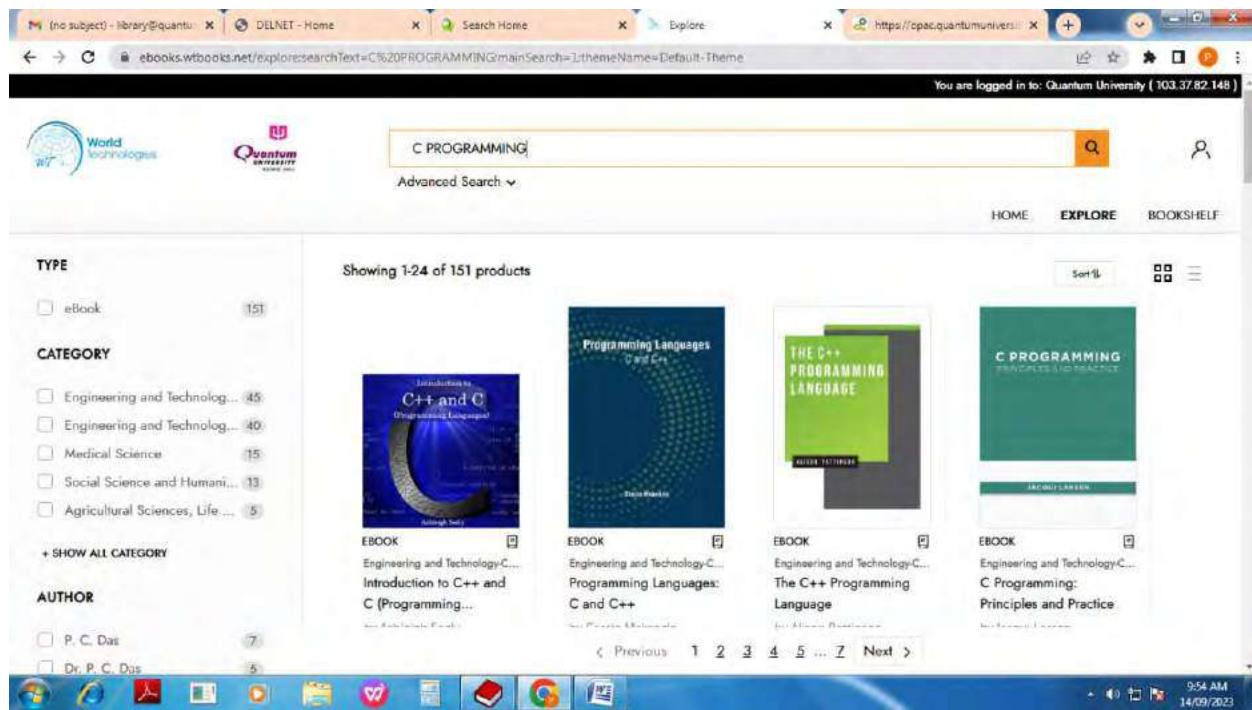 (no subject) - library@quantu
DELNET - Home
Search Home
Explore
https://opac.quantumuniversi
ebooks.wtbooks.net/explore;searchText=C%20PROGRAMMING;mainSearch=1;themeName=Default-Theme
You are logged in to: Quantum University ( 103.37.82.148 )
World
Technologies
WT
Quantum
UNIVERSITY
C PROGRAMMING
Advanced Search
HOME EXPLORE BOOKSHELF
TYPE
eBook 151
CATEGORY
Engineering and Technolog... 45
Engineering and Technolog... 40
Medical Science 15
Social Science and Humani... 13
Agricultural Sciences, Life ... 5
+ SHOW ALL CATEGORY
AUTHOR
P. C. Das 7
Dr. P. C. Das 5
Showing 1-24 of 151 products
Sort
Introduction to
C++ and C
(Programming Languages)
C
Programming Languages
C and C++
THE C++
PROGRAMMING
LANGUAGE
C PROGRAMMING
PRINCIPLES AND PRACTICE
EBOOK
Engineering and Technology-C...
Introduction to C++ and
C (Programming...
EBOOK
Engineering and Technology-C...
Programming Languages:
C and C++
EBOOK
Engineering and Technology-C...
The C++ Programming
Language
EBOOK
Engineering and Technology-C...
C Programming:
Principles and Practice
< Previous 1 2 3 4 5 ... 7 Next >
9:54 AM
14/09/2023